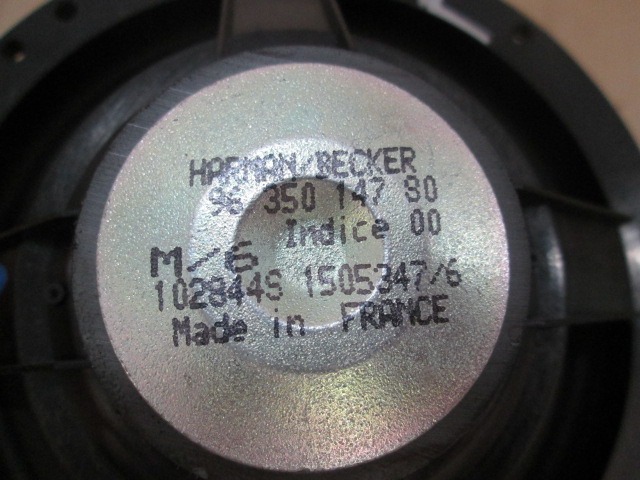 HARMAN/BECKER
96 350 147 80
Indice 00
M/6
1028449 1505347/6
Made in FRANCE